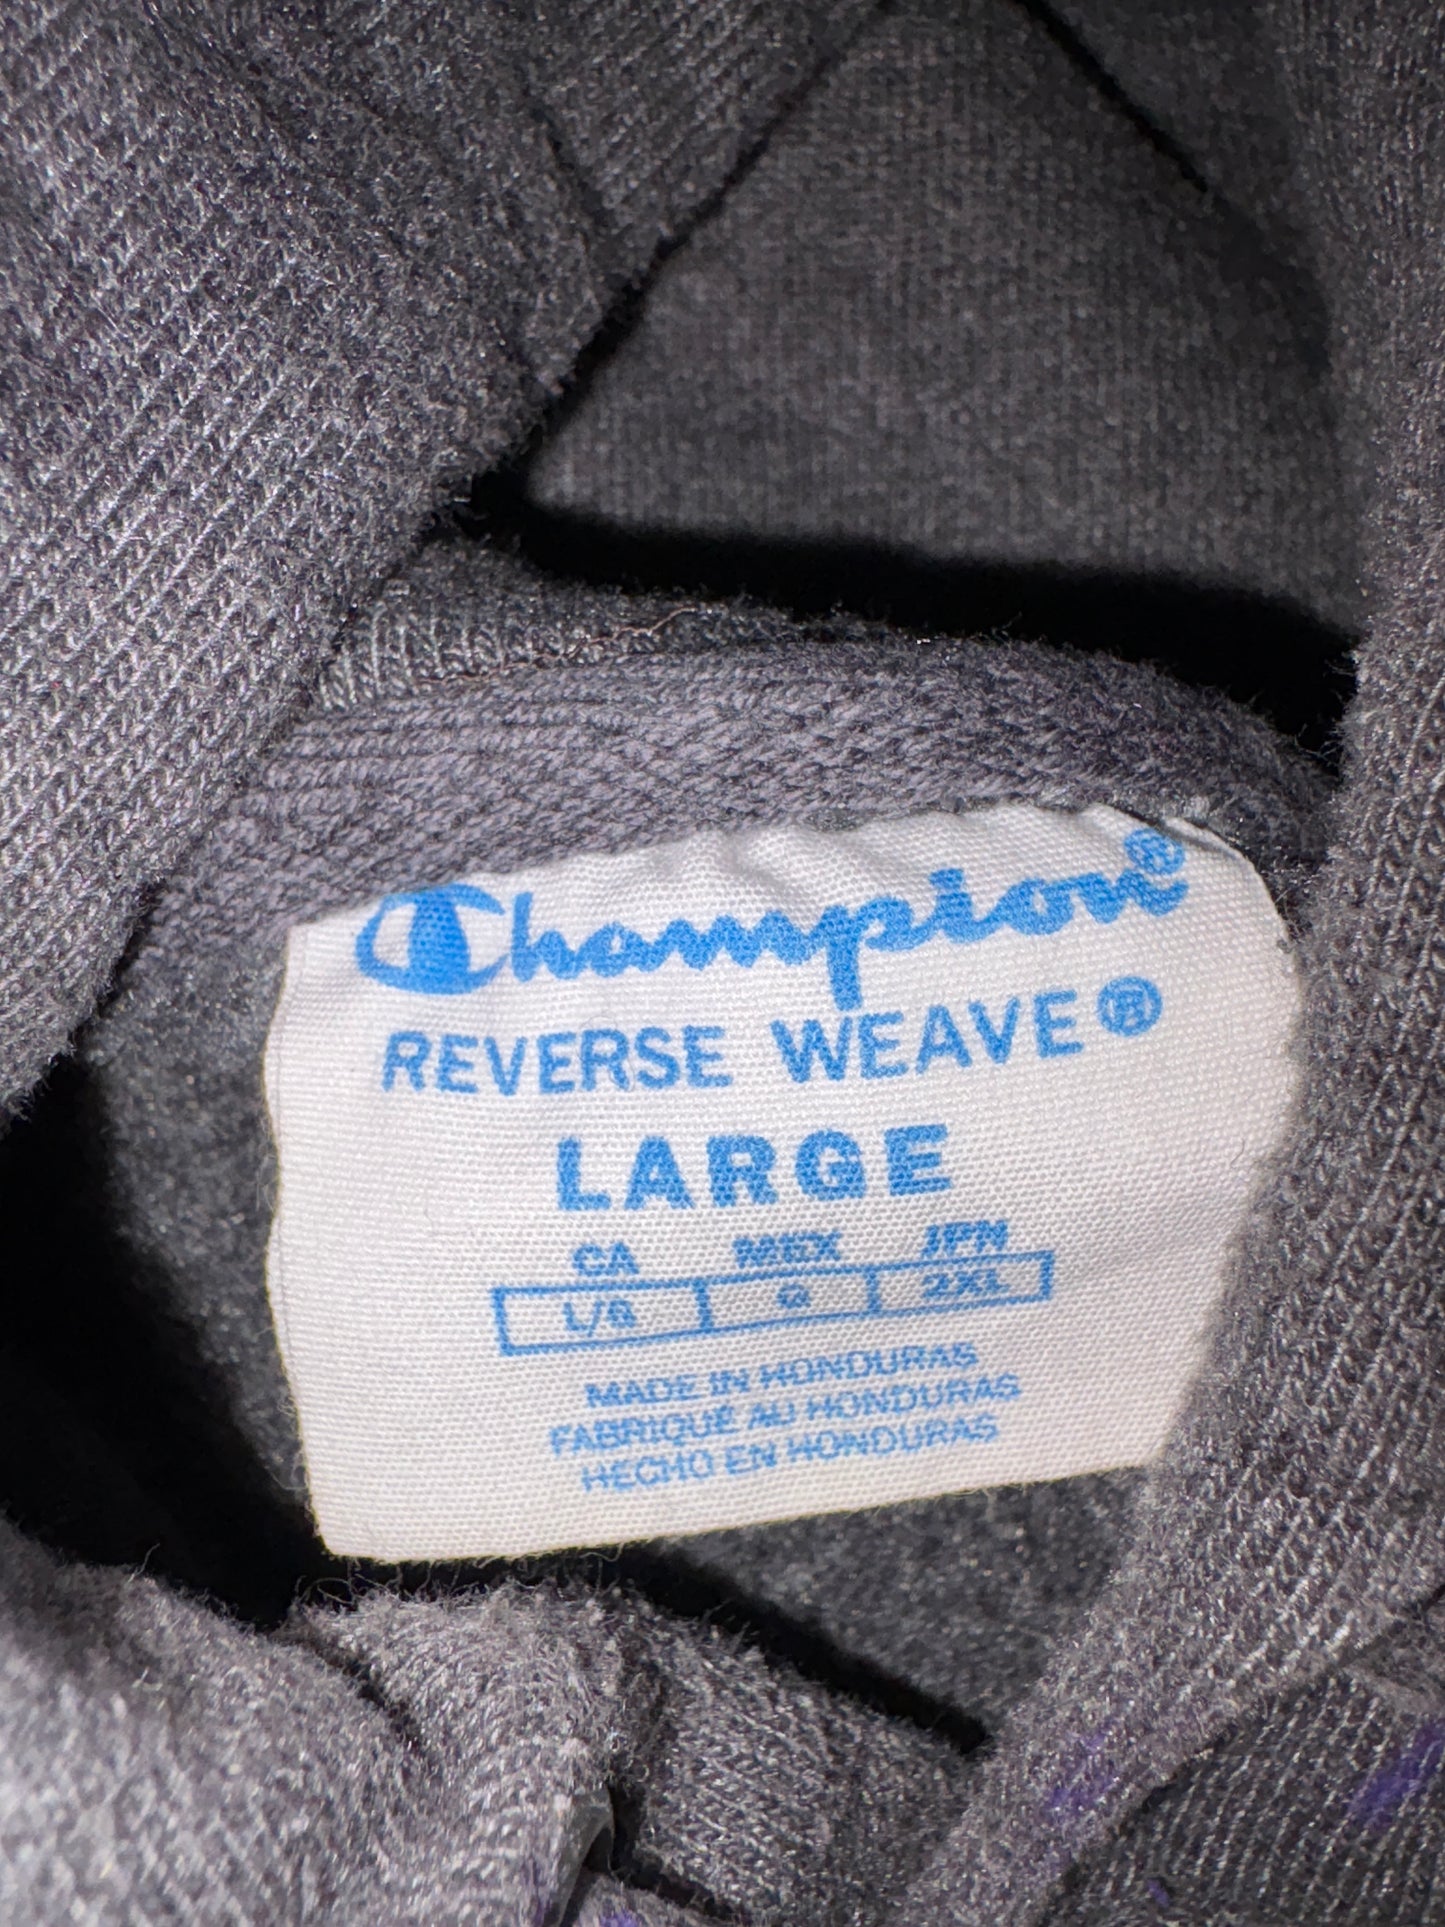 Champion®
REVERSE WEAVE®
LARGE
CA MEX JPN
L/G G 2XL
MADE IN HONDURAS
FABRIQUÉ AU HONDURAS
HECHO EN HONDURAS